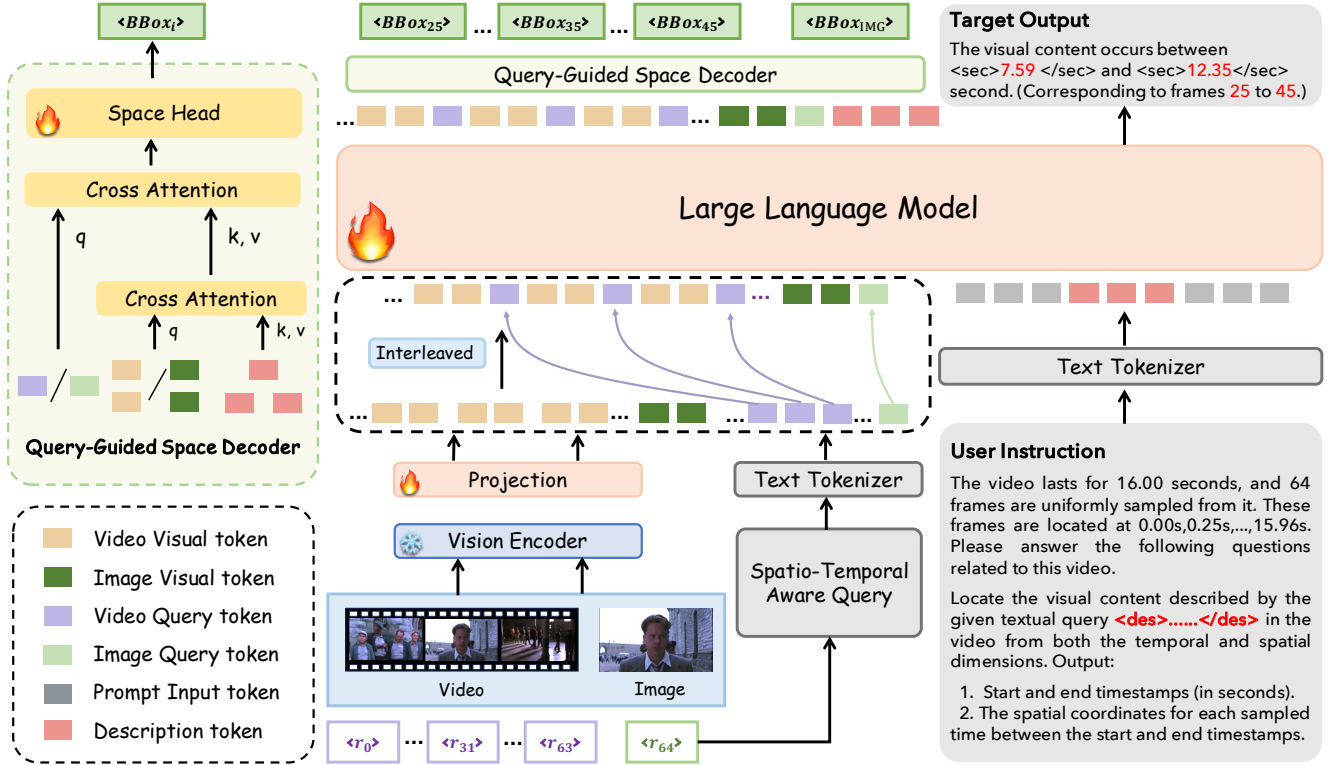 <BBox_i>
Space Head
Cross Attention
q
k, v
Cross Attention
q
k, v
Query-Guided Space Decoder
Video Visual token
Image Visual token
Video Query token
Image Query token
Prompt Input token
Description token
<BBox_25>
...
<BBox_35>
...
<BBox_45>
<BBox_IMG>
Query-Guided Space Decoder
...
...
Large Language Model
...
...
Interleaved
...
...
...
...
Projection
Text Tokenizer
Vision Encoder
Spatio-Temporal
Aware Query
Video
Image
<r_0>
...
<r_31>
...
<r_63>
<r_64>
Target Output
The visual content occurs between
<sec>7.59 </sec> and <sec>12.35</sec>
second. (Corresponding to frames 25 to 45.)
Text Tokenizer
User Instruction
The video lasts for 16.00 seconds, and 64
frames are uniformly sampled from it. These
frames are located at 0.00s,0.25s,...,15.96s.
Please answer the following questions
related to this video.
Locate the visual content described by the
given textual query <des>......</des> in the
video from both the temporal and spatial
dimensions. Output:
1. Start and end timestamps (in seconds).
2. The spatial coordinates for each sampled
time between the start and end timestamps.